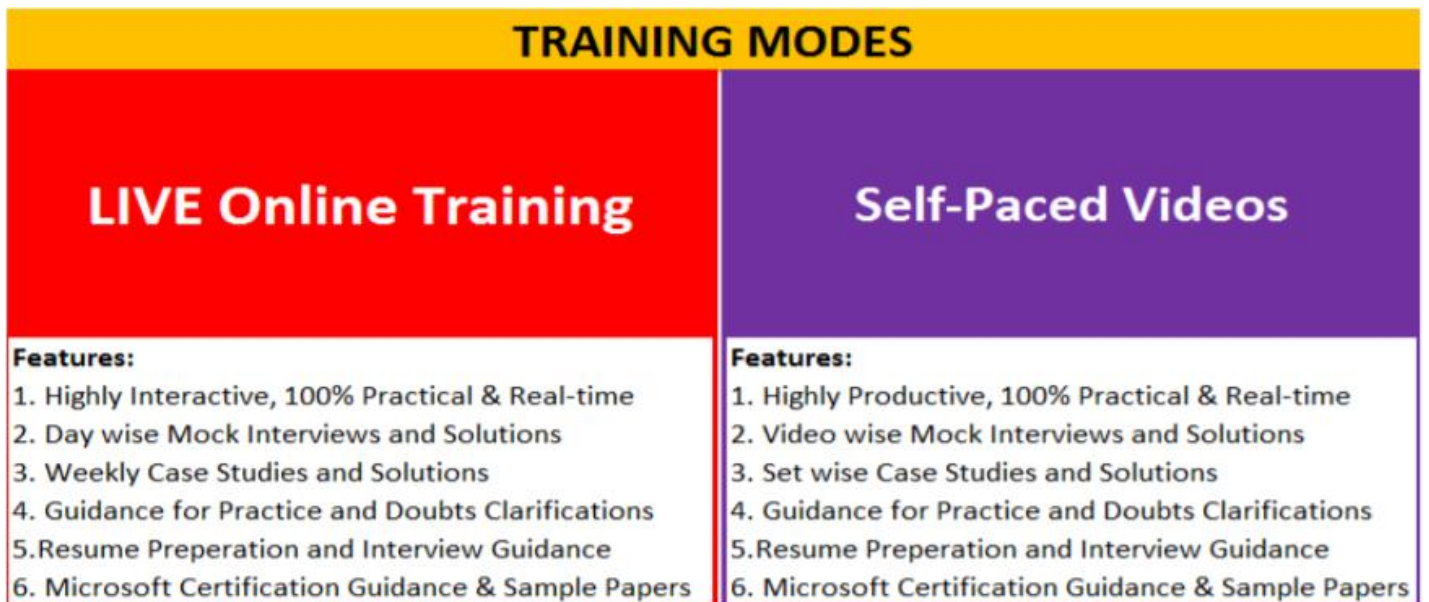 TRAINING MODES
LIVE Online Training
Self-Paced Videos
Features:
1. Highly Interactive, 100% Practical & Real-time
2. Day wise Mock Interviews and Solutions
3. Weekly Case Studies and Solutions
4. Guidance for Practice and Doubts Clarifications
5.Resume Preperation and Interview Guidance
6. Microsoft Certification Guidance & Sample Papers
Features:
1. Highly Productive, 100% Practical & Real-time
2. Video wise Mock Interviews and Solutions
3. Set wise Case Studies and Solutions
4. Guidance for Practice and Doubts Clarifications
5.Resume Preperation and Interview Guidance
6. Microsoft Certification Guidance & Sample Papers